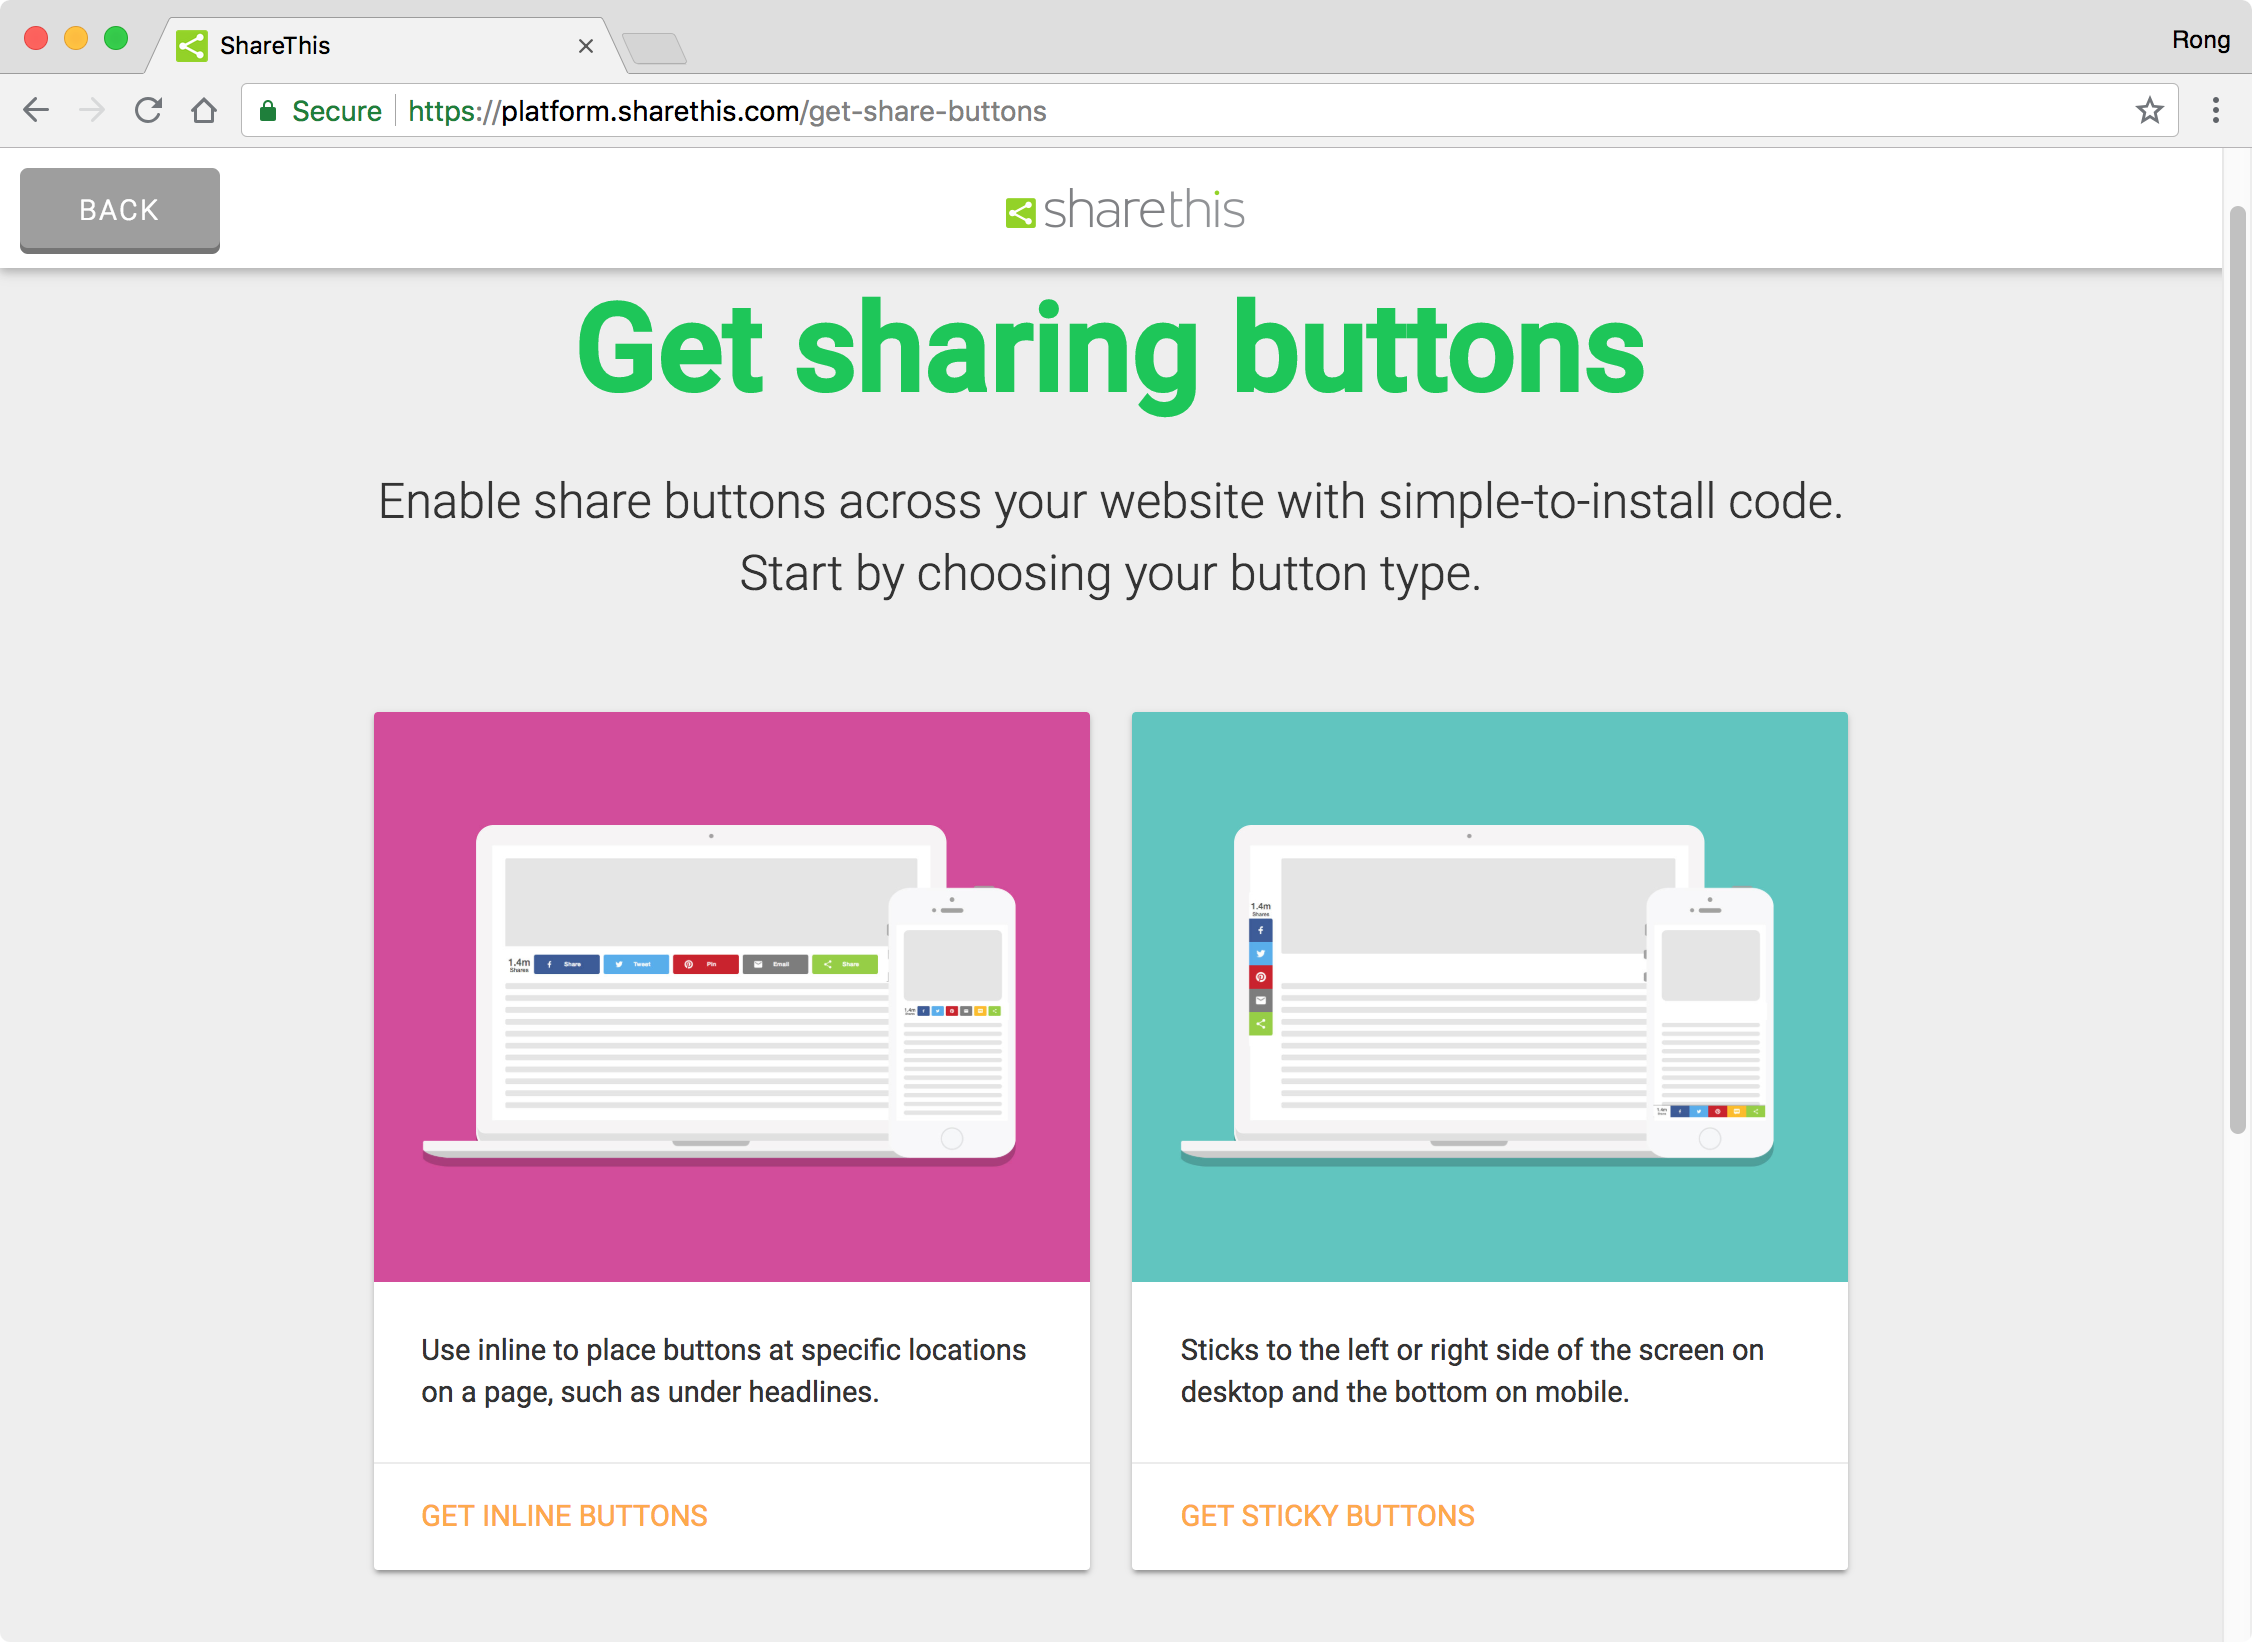 ShareThis
Rong
Secure
https://platform.sharethis.com/get-share-buttons
BACK
sharethis
Get sharing buttons
Enable share buttons across your website with simple-to-install code.
Start by choosing your button type.
1.4m
Shares
Share
Tweet
Pin
Email
Share
1.4m
Shares
Use inline to place buttons at specific locations
on a page, such as under headlines.
GET INLINE BUTTONS
Sticks to the left or right side of the screen on
desktop and the bottom on mobile.
GET STICKY BUTTONS